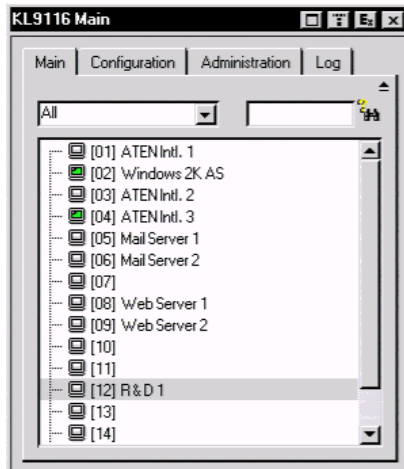 KL9116 Main
Main Configuration Administration Log
All
[01] ATEN Intl. 1
[02] Windows 2K AS
[03] ATEN Intl. 2
[04] ATEN Intl. 3
[05] Mail Server 1
[06] Mail Server 2
[07]
[08] Web Server 1
[09] Web Server 2
[10]
[11]
[12] R&D 1
[13]
[14]